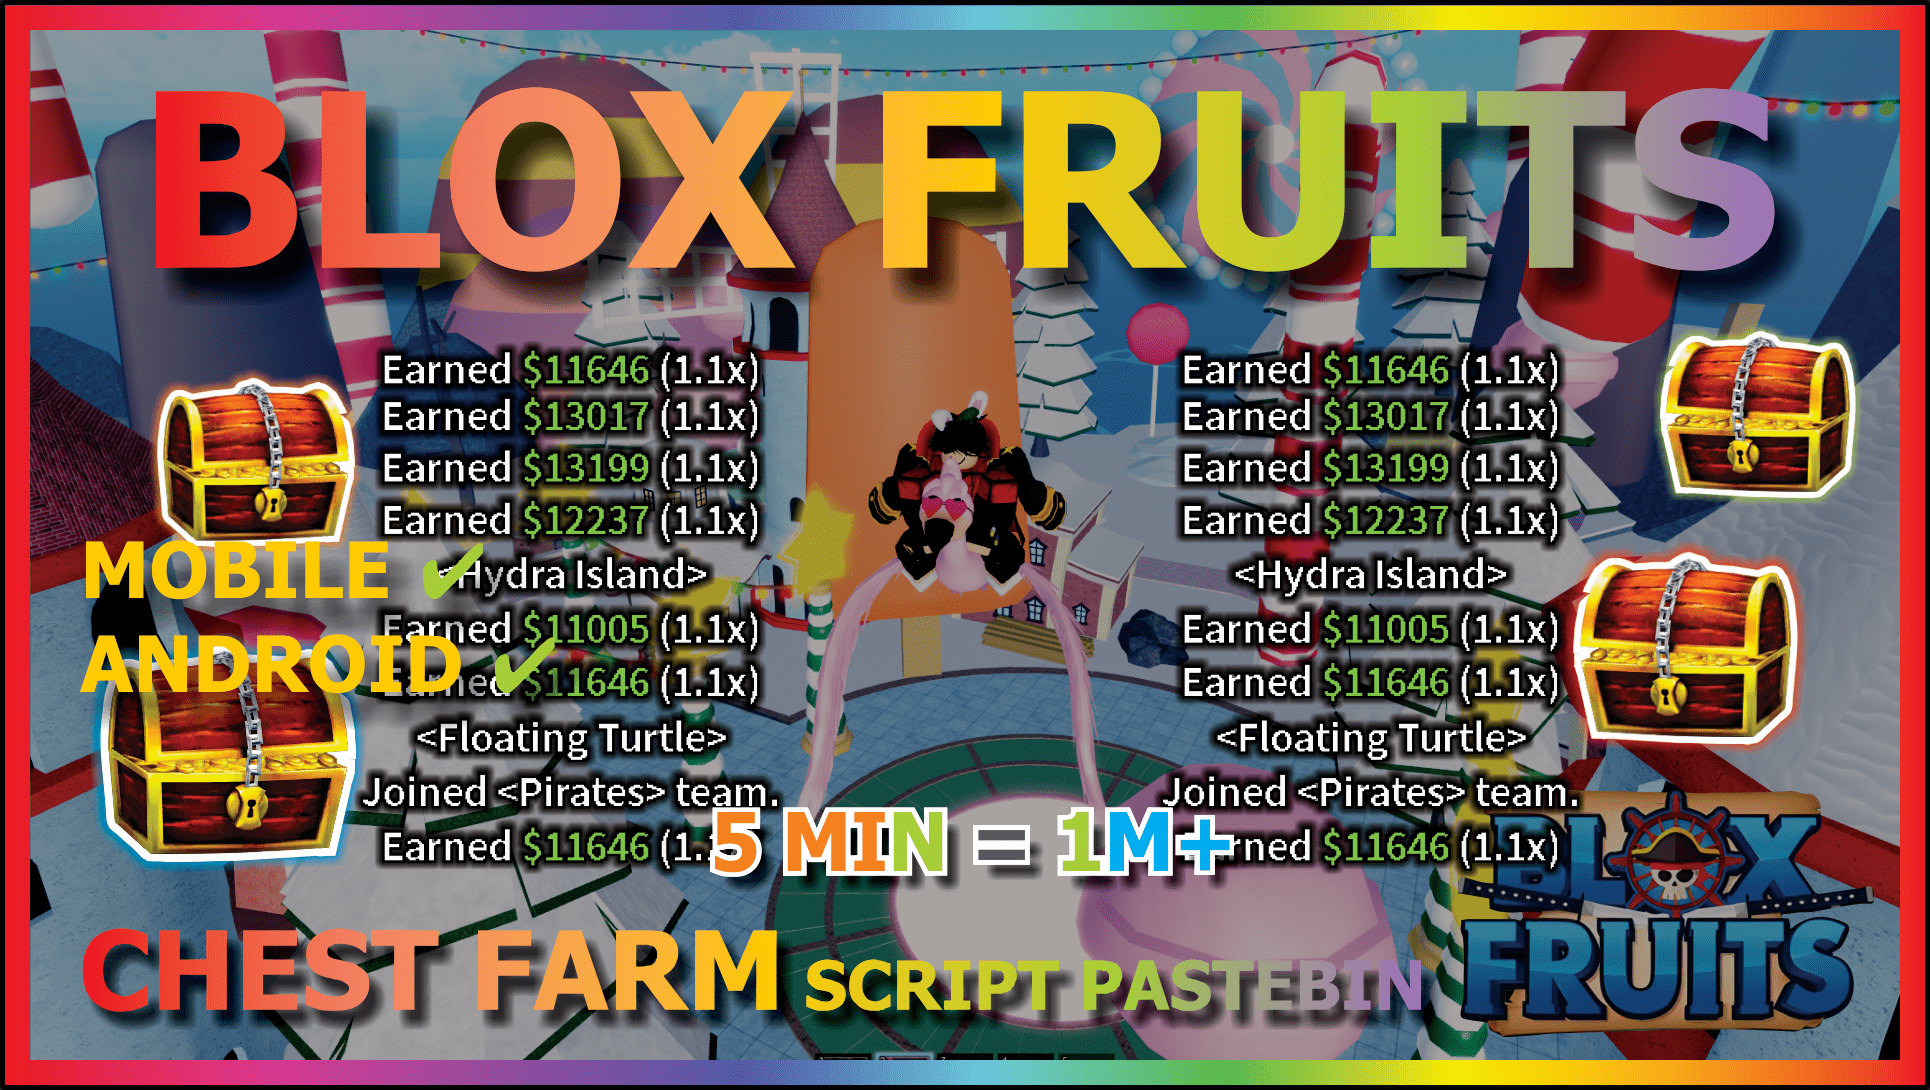 BLOX FRUITS
Earned $11646 (1.1x)
Earned $13017 (1.1x)
Earned $13199 (1.1x)
Earned $12237 (1.1x)
<Hydra Island>
Earned $11005 (1.1x)
Earned $11646 (1.1x)
<Floating Turtle>
Joined <Pirates> team.
Earned $11646 (1.
Earned $11646 (1.1x)
Earned $13017 (1.1x)
Earned $13199 (1.1x)
Earned $12237 (1.1x)
<Hydra Island>
Earned $11005 (1.1x)
Earned $11646 (1.1x)
<Floating Turtle>
Joined <Pirates> team.
rned $11646 (1.1x)
MOBILE ✔
ANDROID ✔
5 MIN = 1M+
CHEST FARM SCRIPT PASTEBIN
BLOX
FRUITS